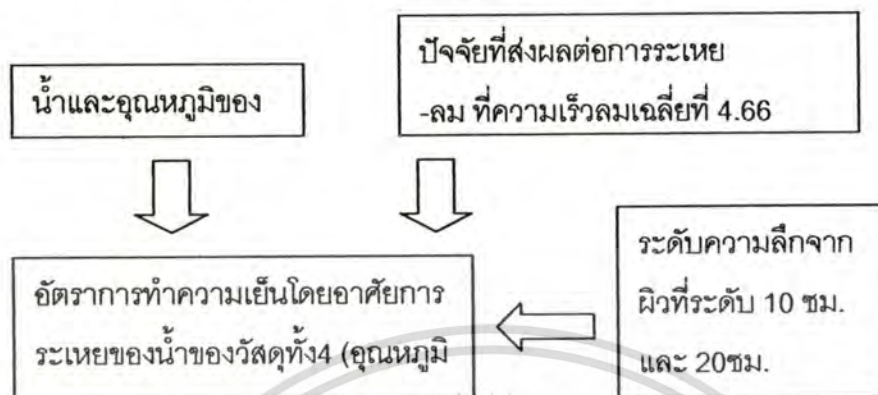 น้ำและอุณหภูมิของ
ปัจจัยที่ส่งผลต่อการระเหย
-ลม ที่ความเร็วลมเฉลี่ยที่ 4.66
อัตราการทำความเย็นโดยอาศัยการ
ระเหยของน้ำของวัสดุทั้ง4 (อุณหภูมิ
ระดับความลึกจาก
ผิวที่ระดับ 10 ซม.
และ 20ซม.